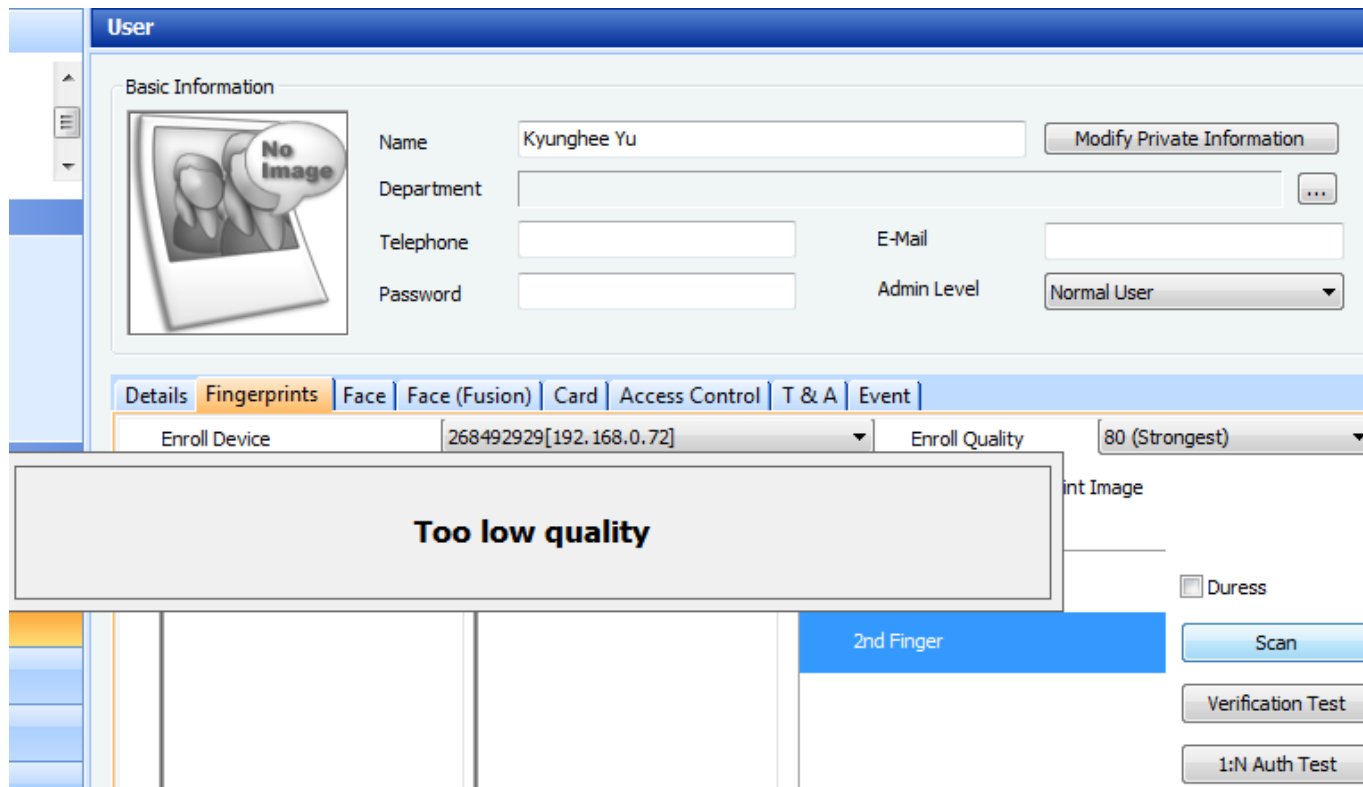 User
Basic Information
No
Image
Name
Kyunghee Yu
Modify Private Information
Department
...
Telephone
E-Mail
Password
Admin Level
Normal User
Details
Fingerprints
Face
Face (Fusion)
Card
Access Control
T & A
Event
Enroll Device
268492929[192.168.0.72]
Enroll Quality
80 (Strongest)
int Image
Too low quality
Duress
2nd Finger
Scan
Verification Test
1:N Auth Test